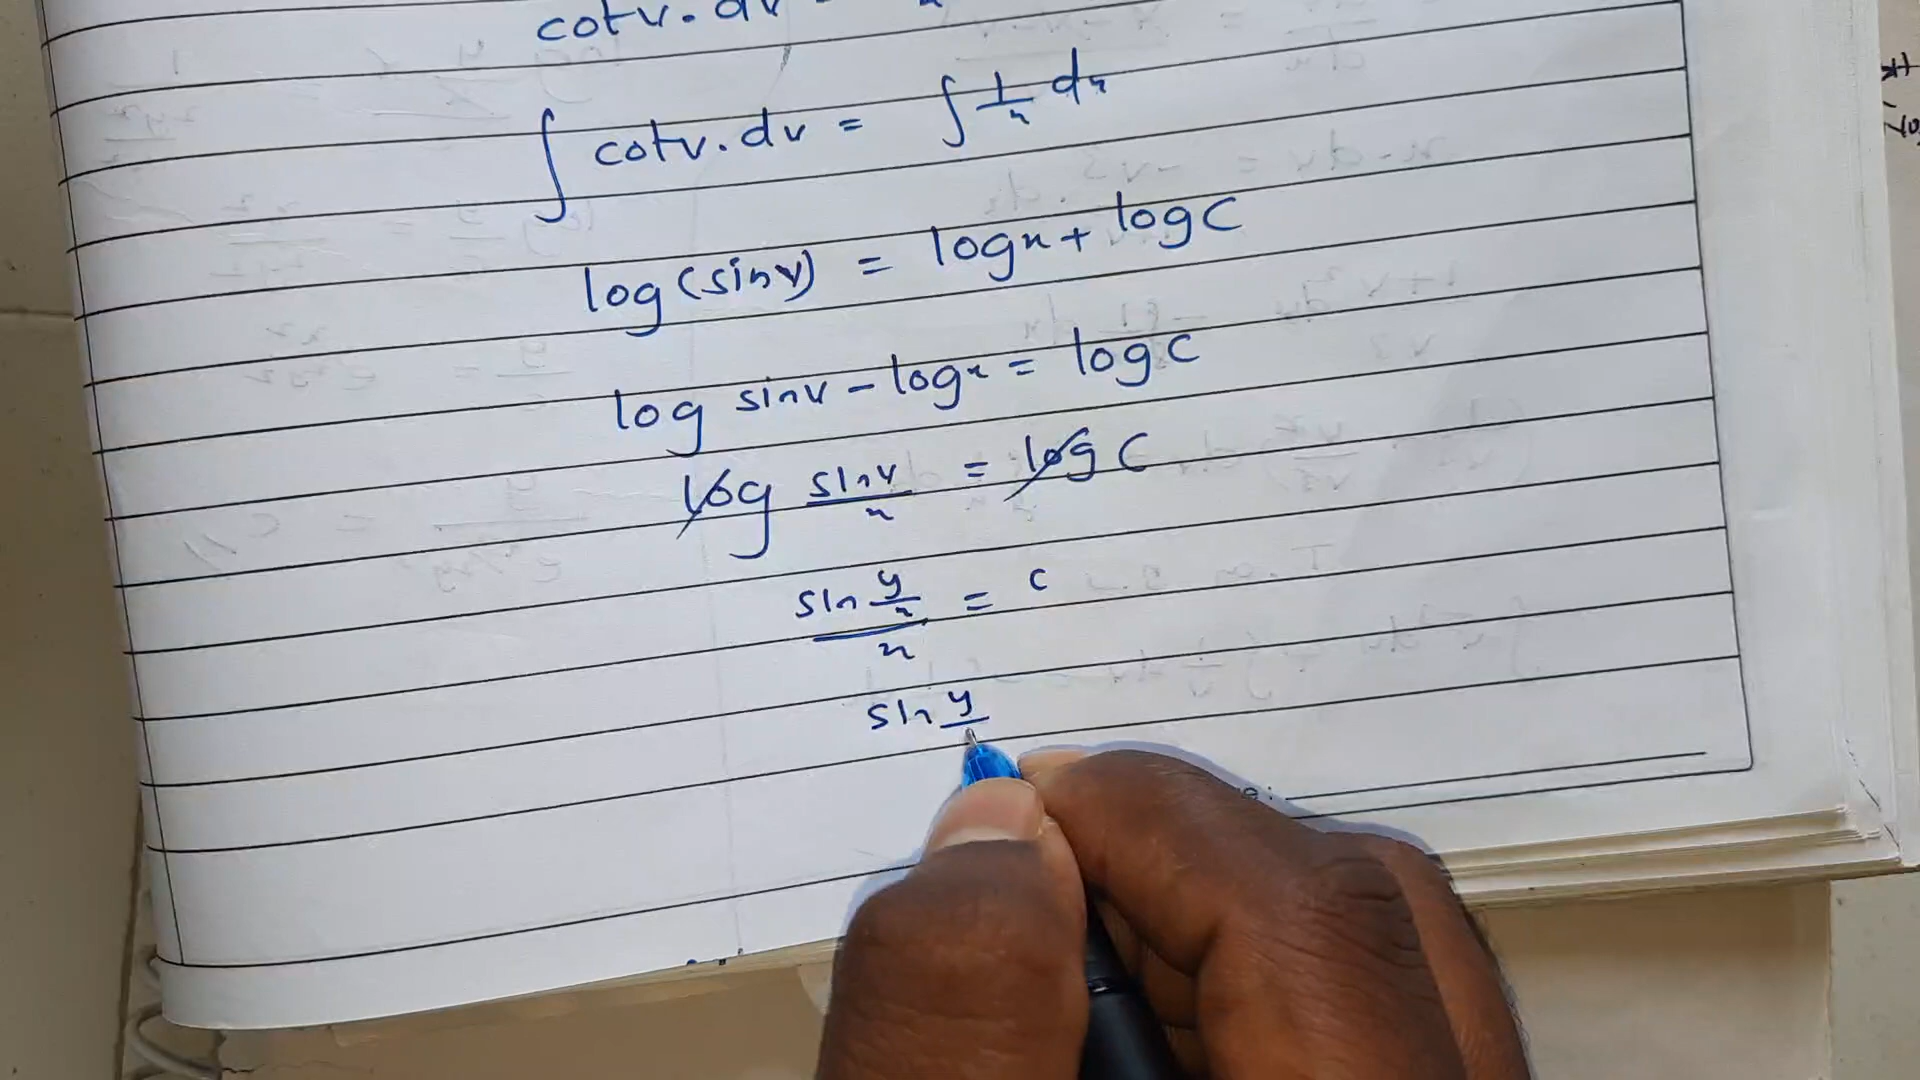 cotv.dv
∫ cotv.dv = ∫ 1/x dx
log(sinv) = logx + logC
log sinv - logx = logC
log sinv/x = log C
sin y/x / x = c
sin y/